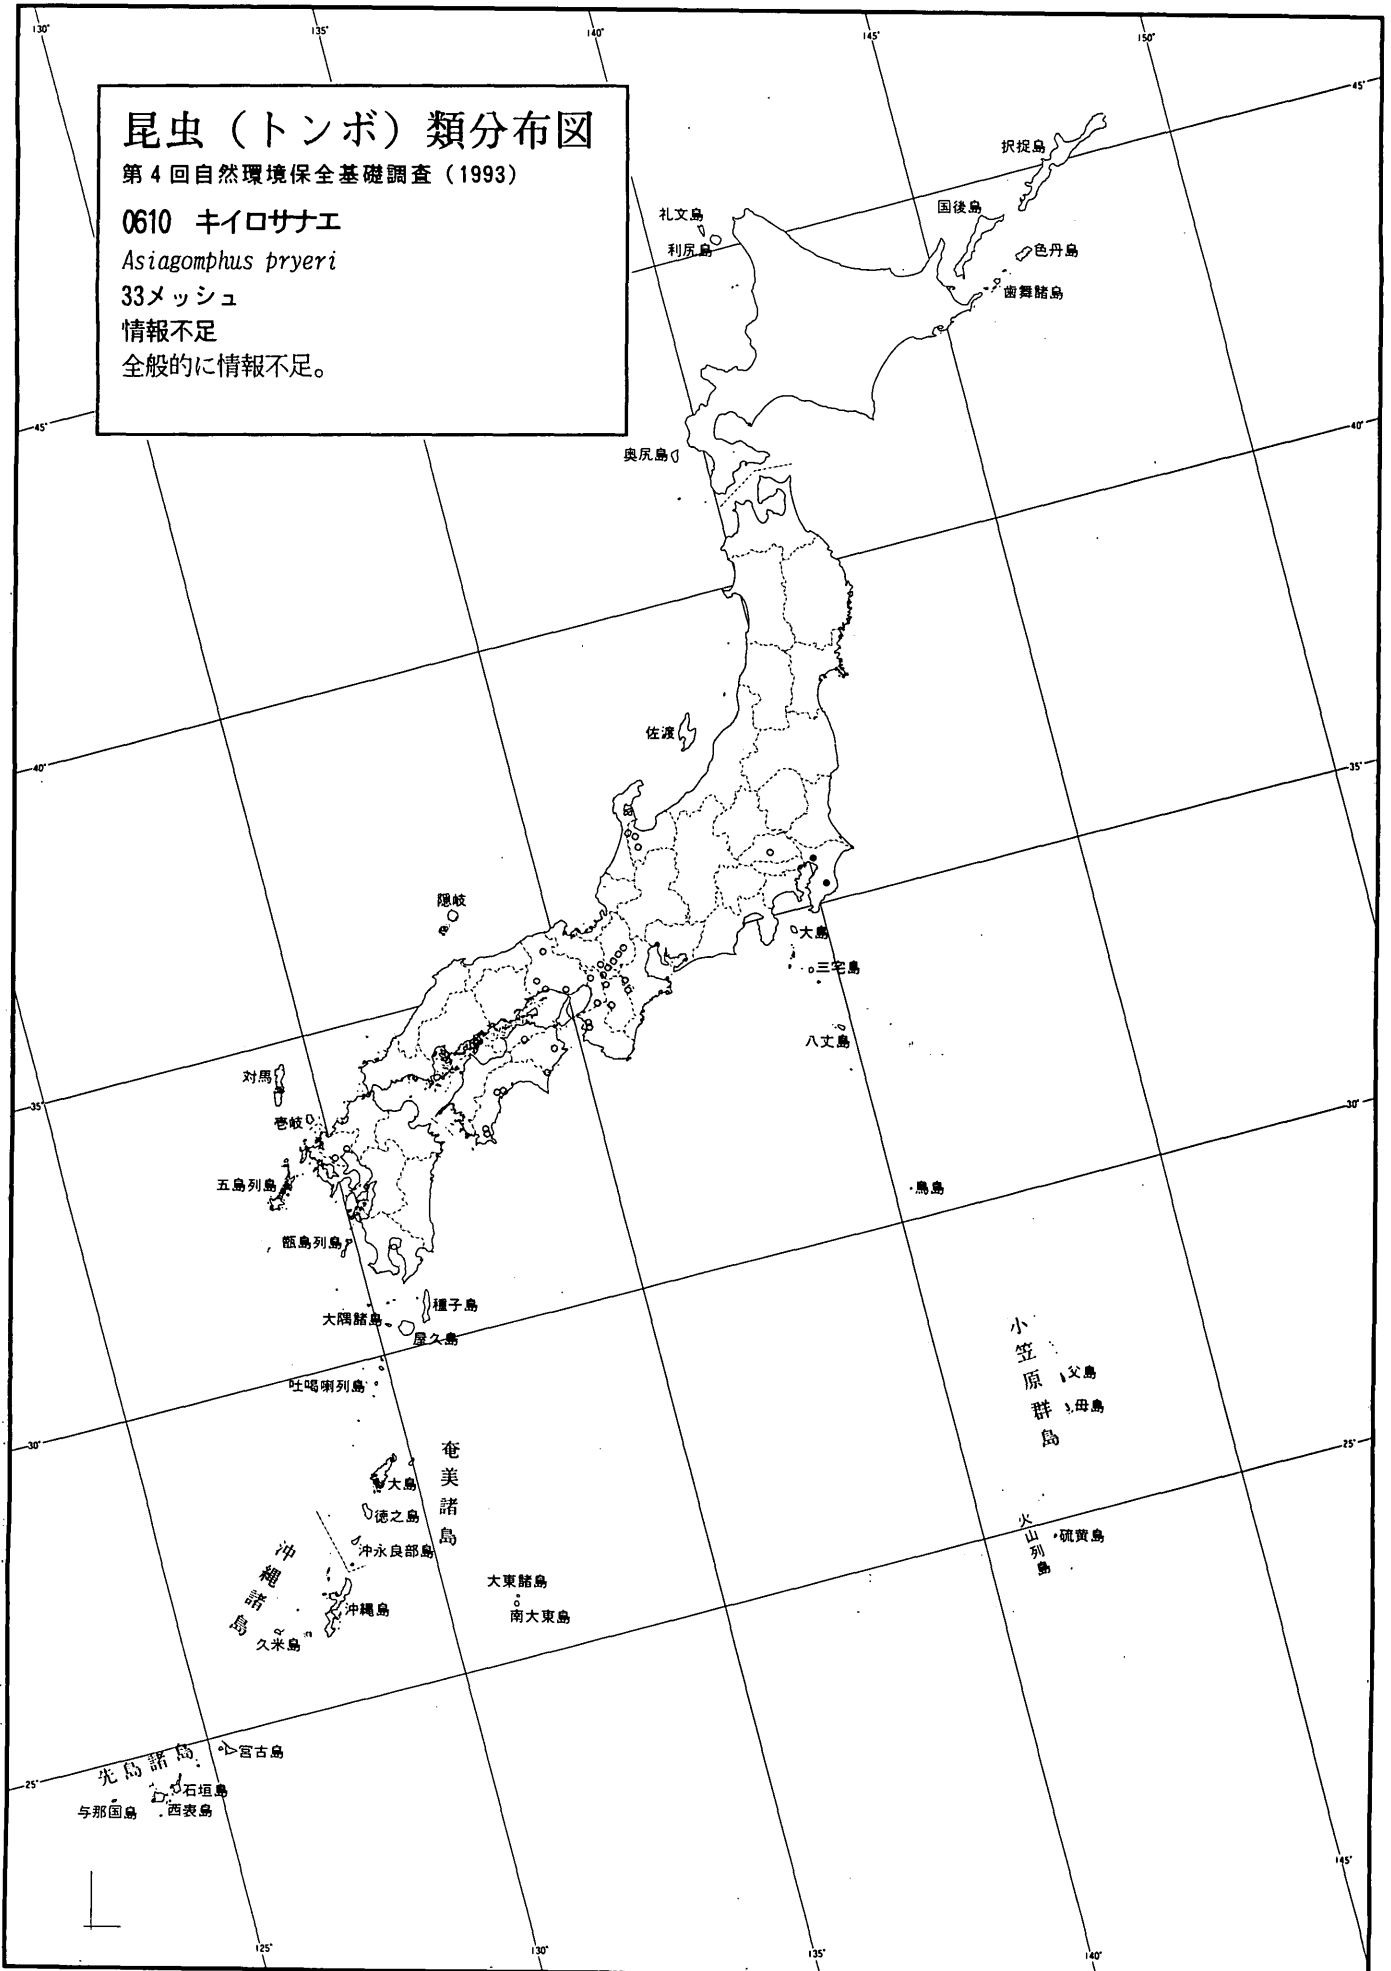 130°
135°
140°
145°
150°
昆虫（トンボ）類分布図
第4回自然環境保全基礎調査（1993）
0610　キイロサナエ
Asiagomphus pryeri
33メッシュ
情報不足
全般的に情報不足。
45°
択捉島
国後島
色丹島
歯舞諸島
礼文島
利尻島
45°
40°
奥尻島
佐渡
40°
35°
隠岐
大島
三宅島
八丈島
対馬
壱岐
35°
30°
五島列島
鳥島
甑島列島
種子島
大隅諸島
屋久島
吐噶喇列島
小笠原群島
父島
母島
30°
25°
奄美諸島
大島
徳之島
沖永良部島
火山列島
硫黄島
沖縄諸島
沖縄島
久米島
大東諸島
南大東島
先島諸島
宮古島
石垣島
西表島
与那国島
25°
145°
125°
130°
135°
140°